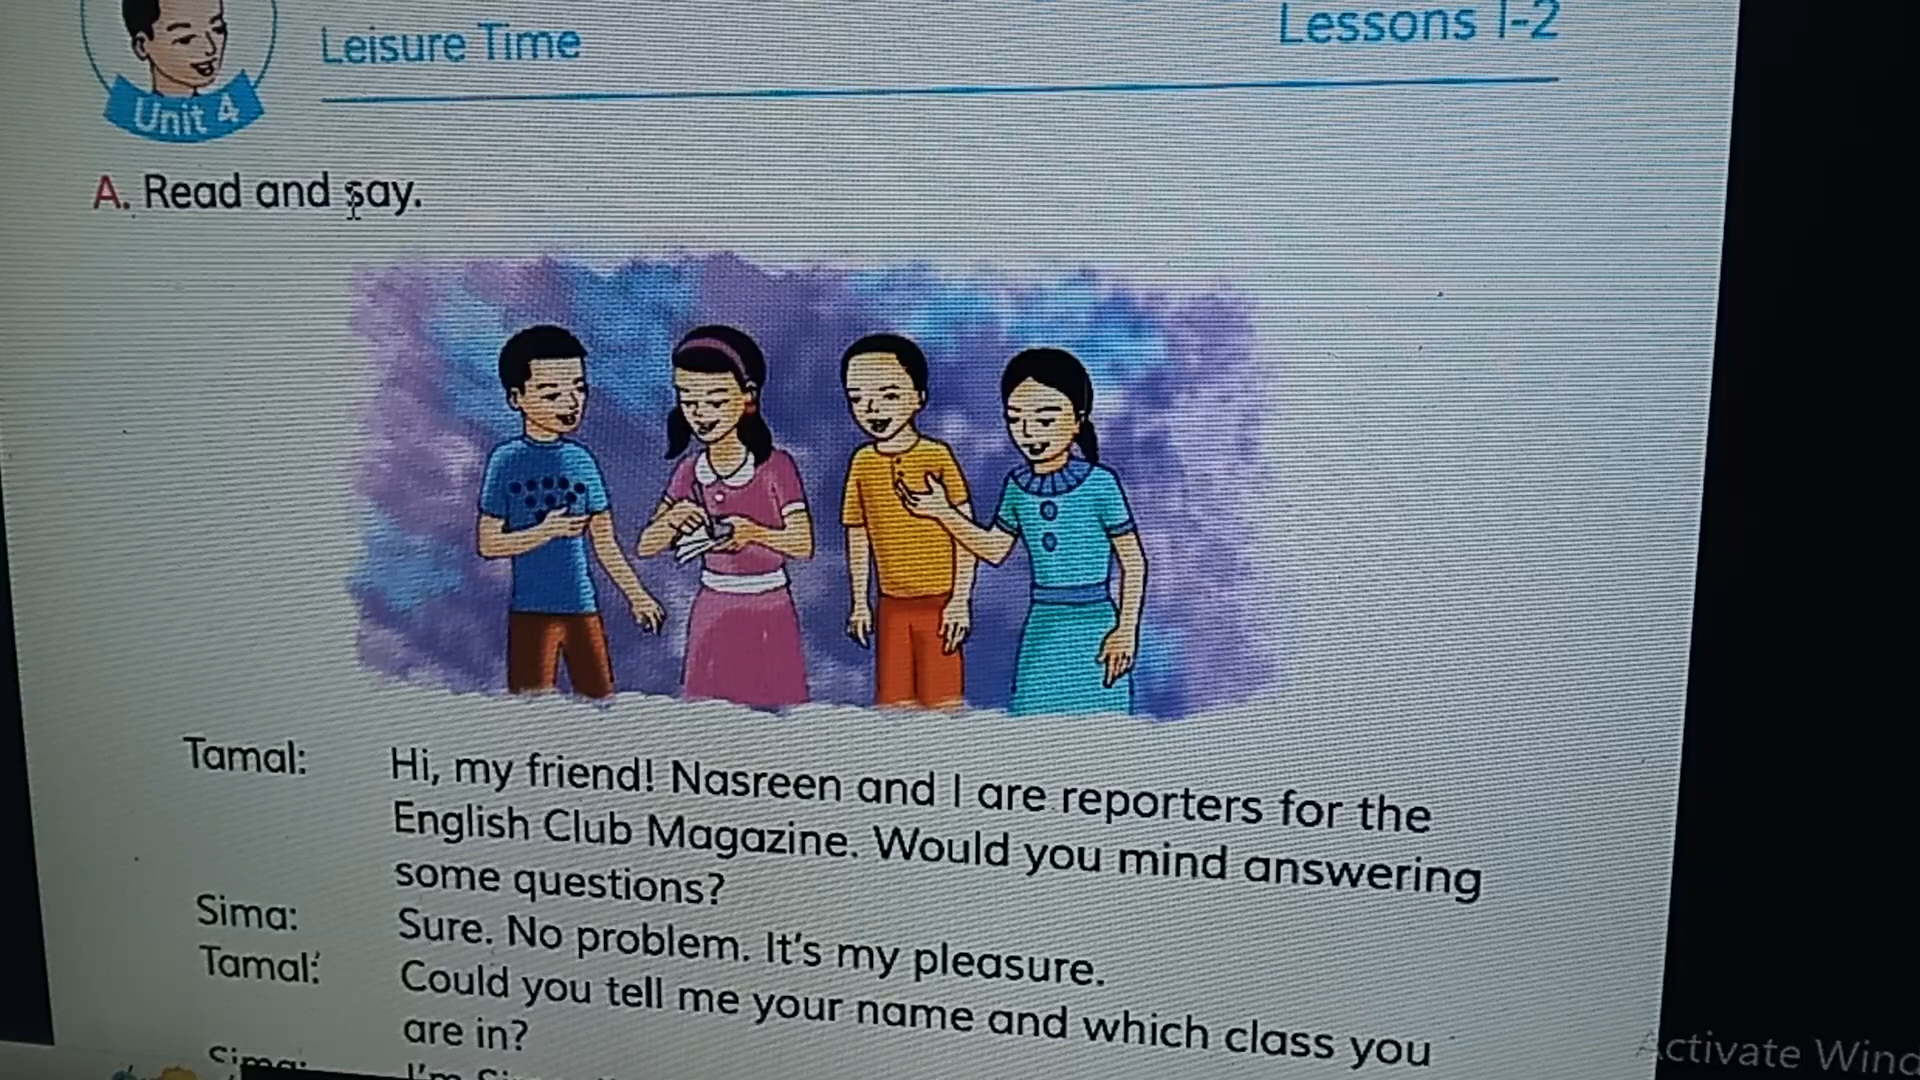 Unit 4
Leisure Time
Lessons 1-2
A. Read and say.
Tamal: Hi, my friend! Nasreen and I are reporters for the
English Club Magazine. Would you mind answering
some questions?
Sima: Sure. No problem. It's my pleasure.
Tamal: Could you tell me your name and which class you
are in?
Sima: I'm